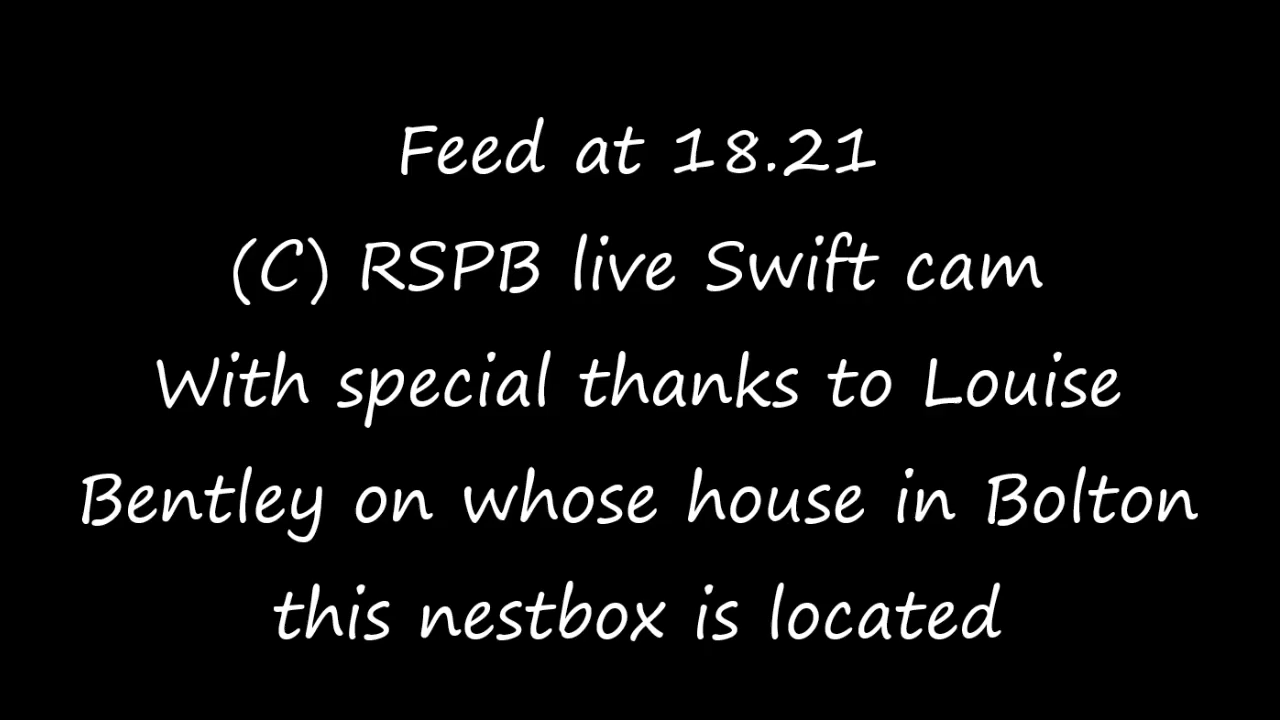 Feed at 18.21
(C) RSPB live Swift cam
With special thanks to Louise
Bentley on whose house in Bolton
this nestbox is located